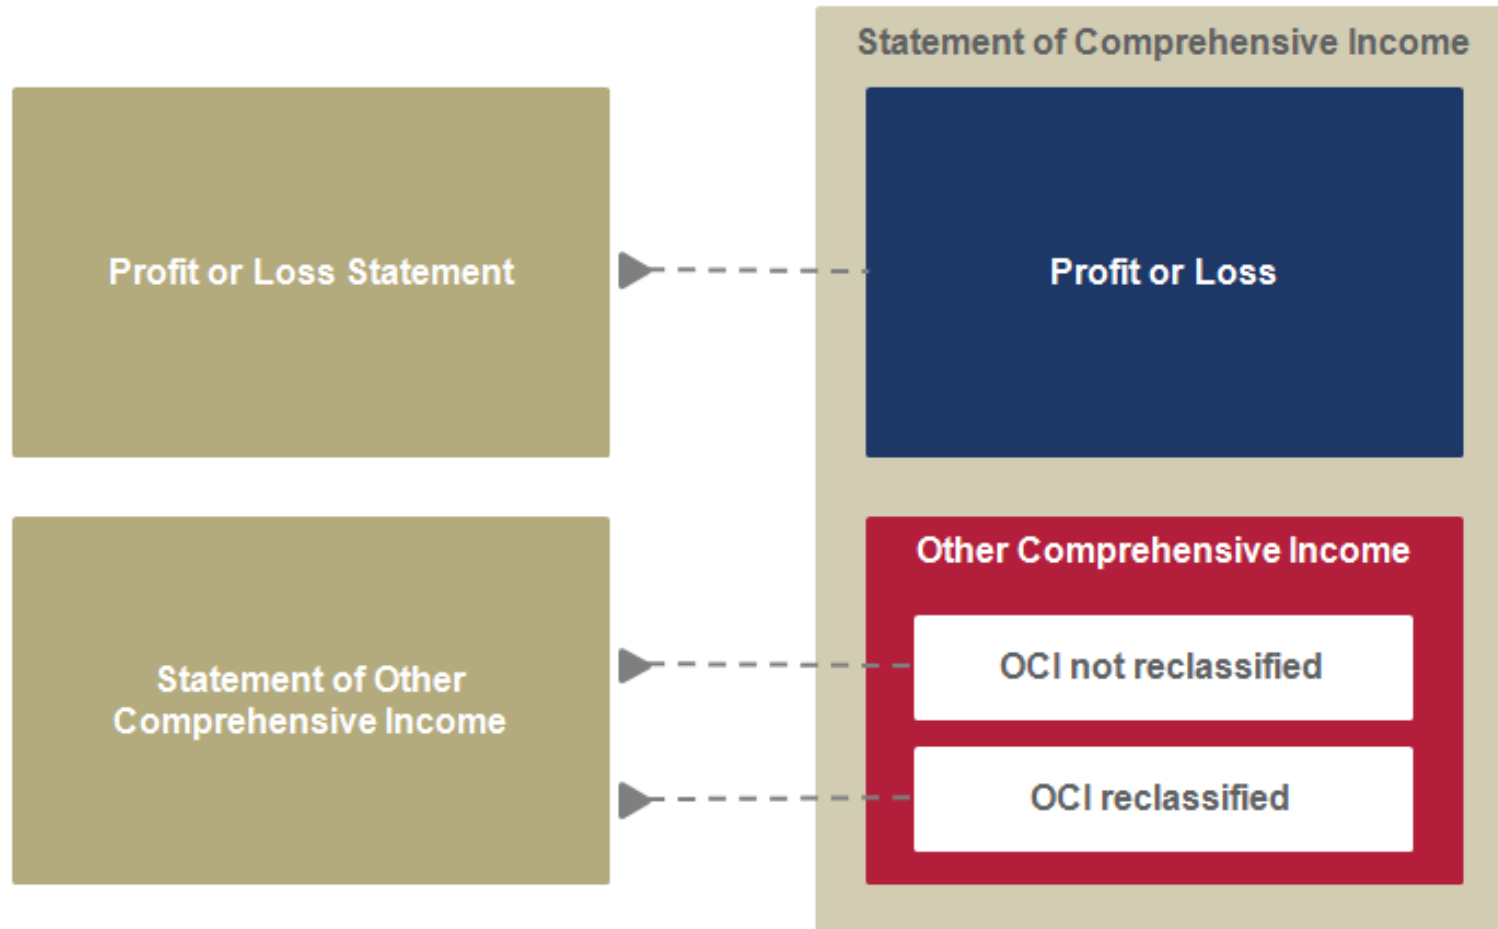 Statement of Comprehensive Income
Profit or Loss Statement
Profit or Loss
Statement of Other
Comprehensive Income
Other Comprehensive Income
OCI not reclassified
OCI reclassified